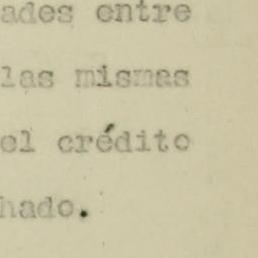 ades entre
las mismas
el crédito
hado.